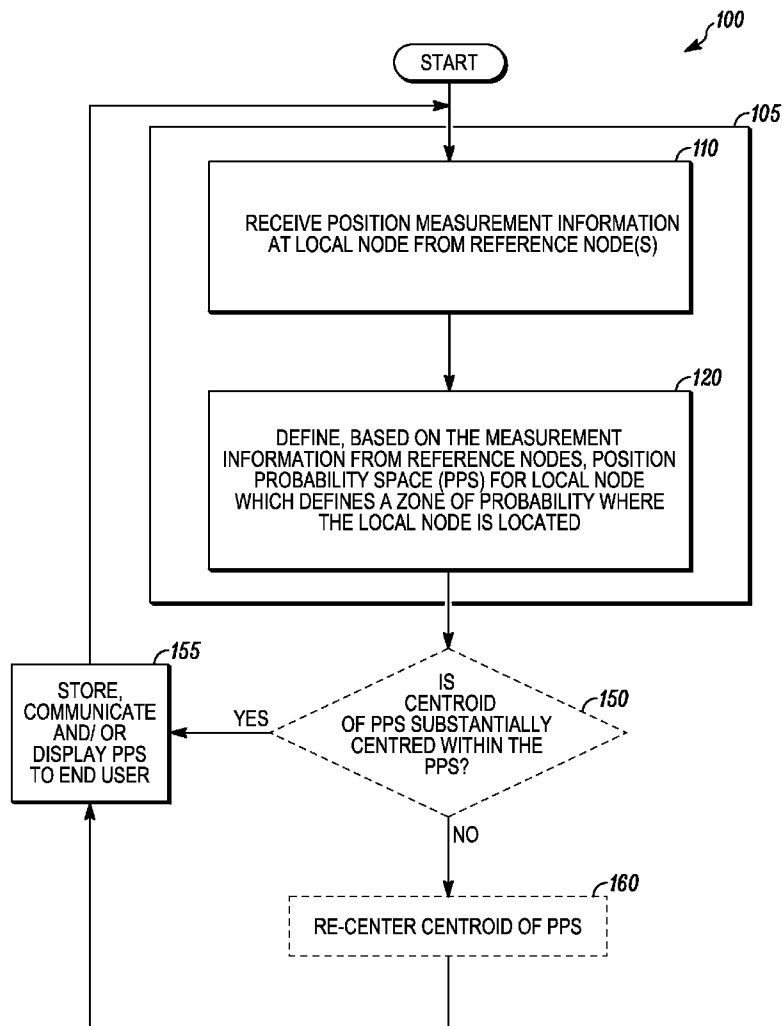 100
START
105
110
RECEIVE POSITION MEASUREMENT INFORMATION
AT LOCAL NODE FROM REFERENCE NODE(S)
120
DEFINE, BASED ON THE MEASUREMENT
INFORMATION FROM REFERENCE NODES, POSITION
PROBABILITY SPACE (PPS) FOR LOCAL NODE
WHICH DEFINES A ZONE OF PROBABILITY WHERE
THE LOCAL NODE IS LOCATED
150
IS
CENTROID
OF PPS SUBSTANTIALLY
CENTRED WITHIN THE
PPS?
YES
155
STORE,
COMMUNICATE
AND/ OR
DISPLAY PPS
TO END USER
NO
160
RE-CENTER CENTROID OF PPS